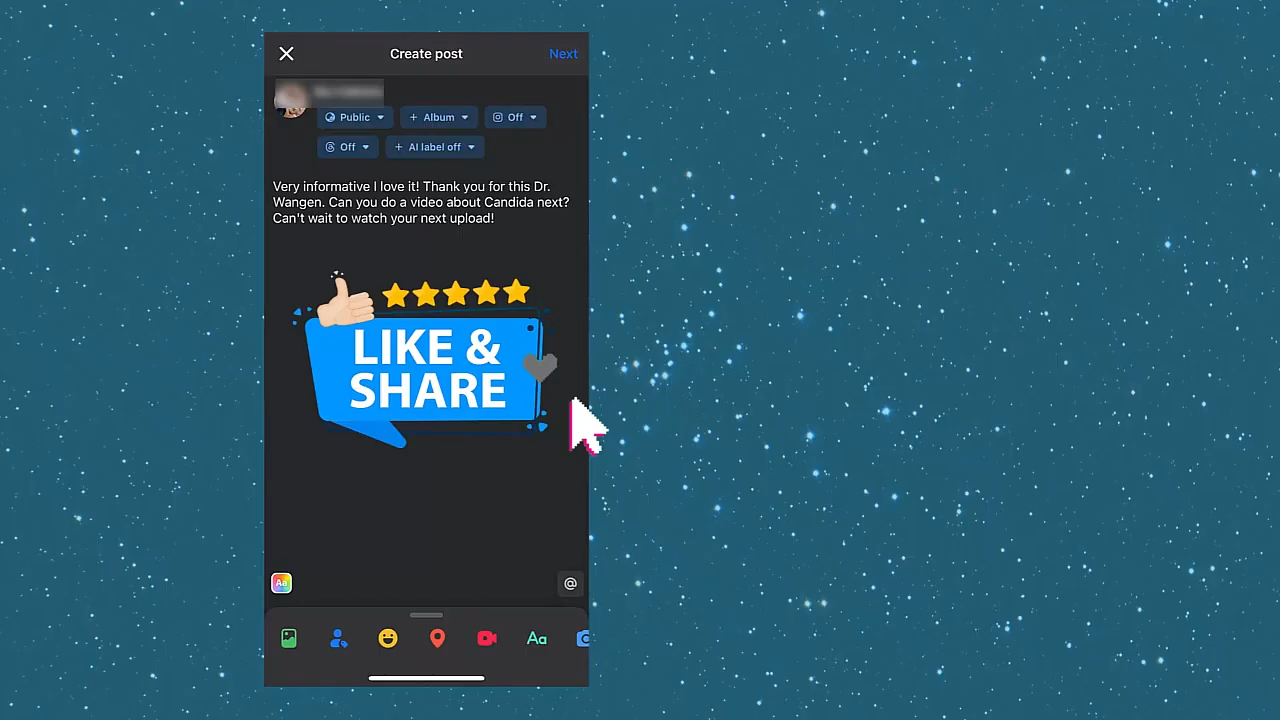 Create post
Next
Public
+ Album
Off
Off
+ AI label off
Very informative I love it! Thank you for this Dr.
Wangen. Can you do a video about Candida next?
Can't wait to watch your next upload!
LIKE &
SHARE
Aa
@
Aa